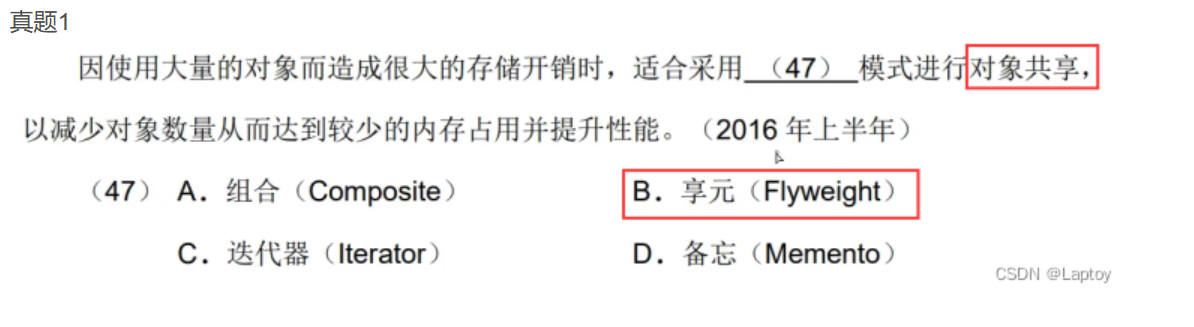 真题1
因使用大量的对象而造成很大的存储开销时，适合采用 （47） 模式进行对象共享，
以减少对象数量从而达到较少的内存占用并提升性能。（2016 年上半年）
（47） A．组合（Composite） B．享元（Flyweight）
C．迭代器（Iterator） D．备忘（Memento）
CSDN @Laptoy